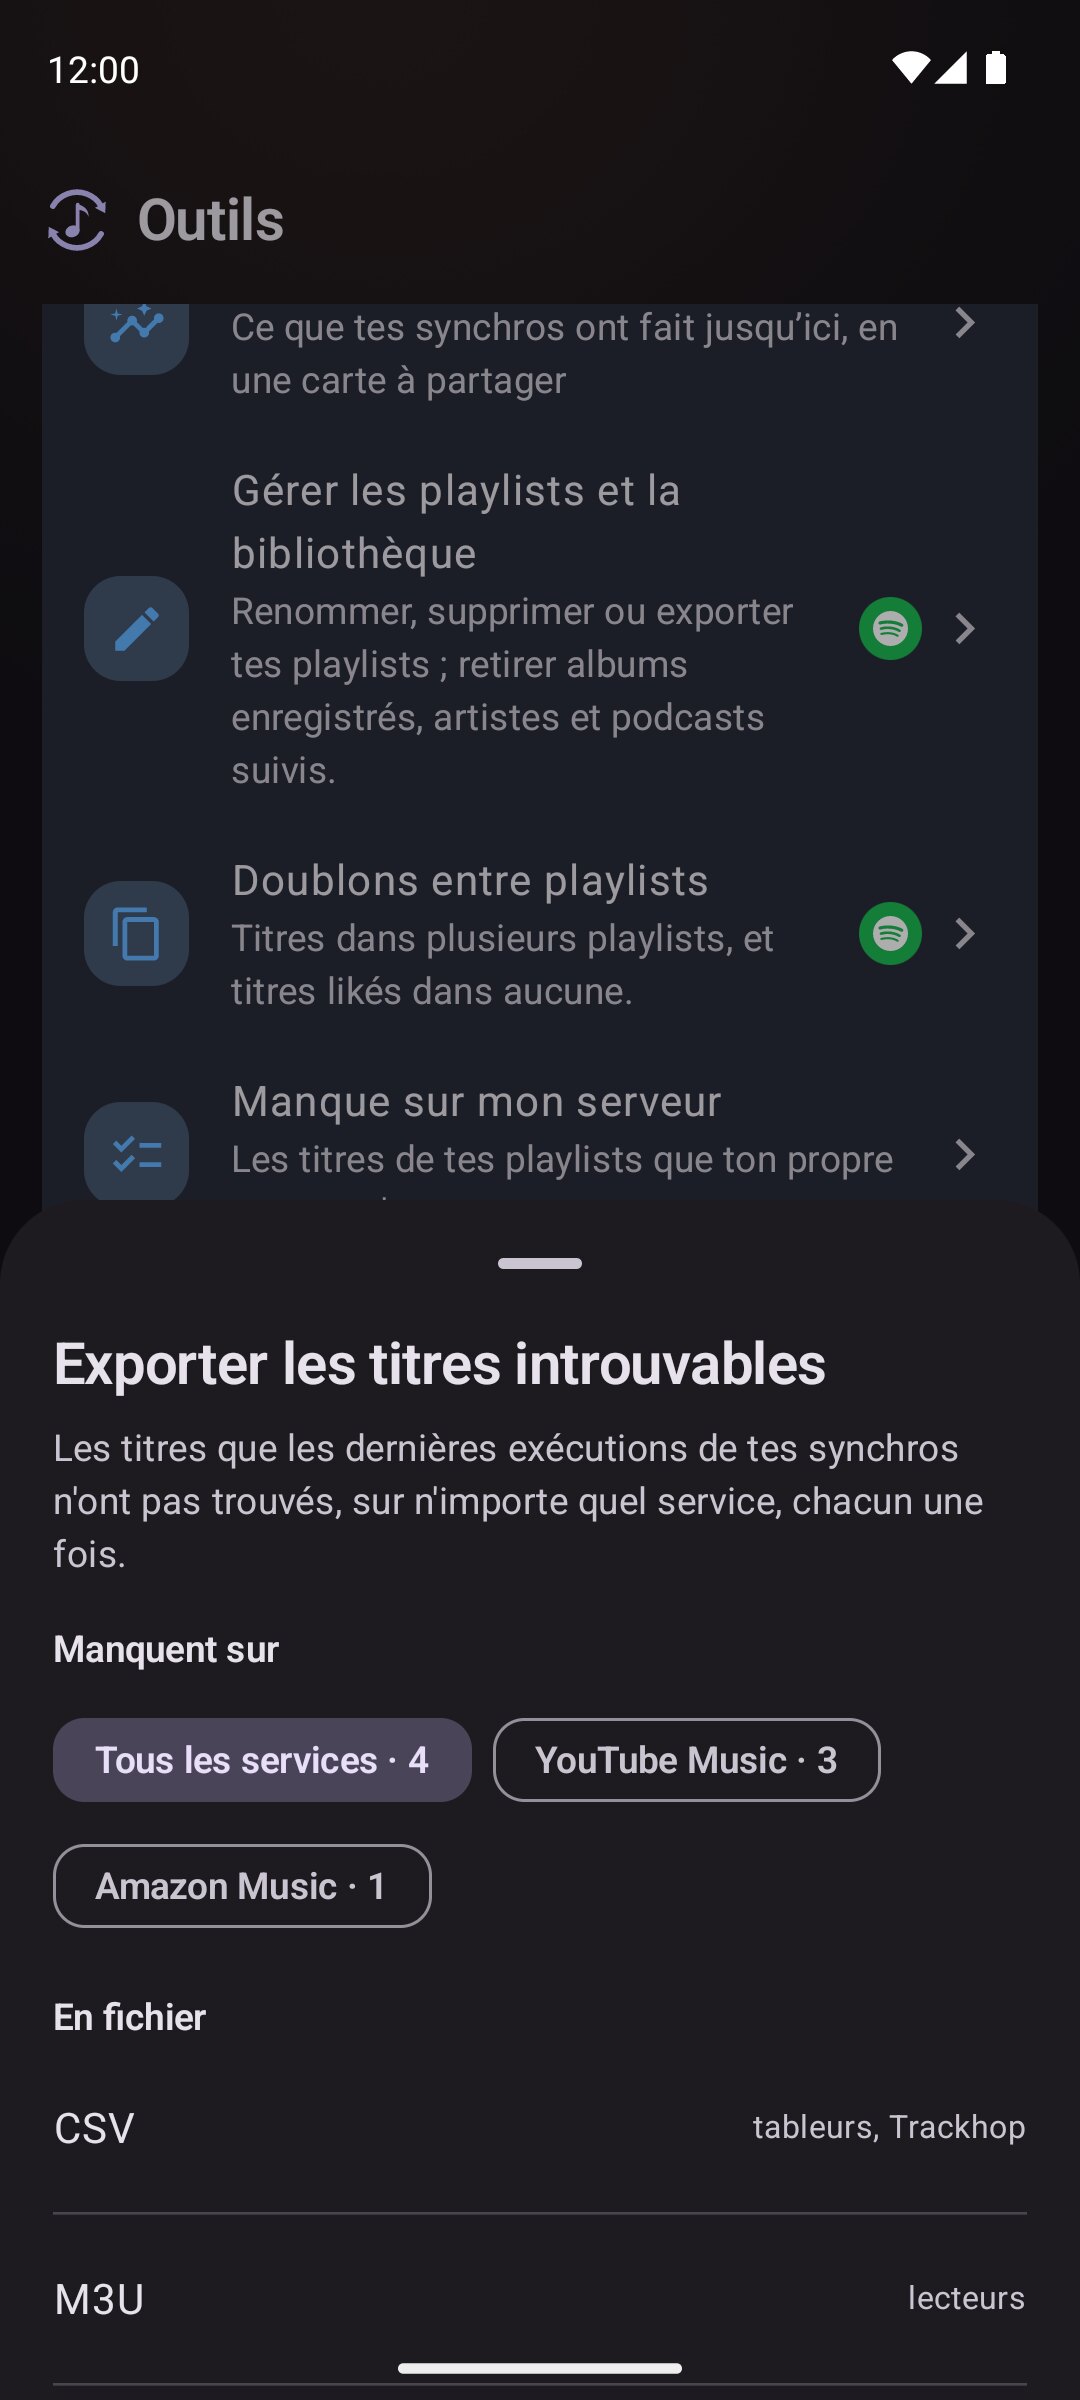 12:00
Outils
Ce que tes synchros ont fait jusqu’ici, en
une carte à partager
Gérer les playlists et la
bibliothèque
Renommer, supprimer ou exporter
tes playlists ; retirer albums
enregistrés, artistes et podcasts
suivis.
Doublons entre playlists
Titres dans plusieurs playlists, et
titres likés dans aucune.
Manque sur mon serveur
Les titres de tes playlists que ton propre
Exporter les titres introuvables
Les titres que les dernières exécutions de tes synchros
n'ont pas trouvés, sur n'importe quel service, chacun une
fois.
Manquent sur
Tous les services · 4
YouTube Music · 3
Amazon Music · 1
En fichier
CSV
tableurs, Trackhop
M3U
lecteurs